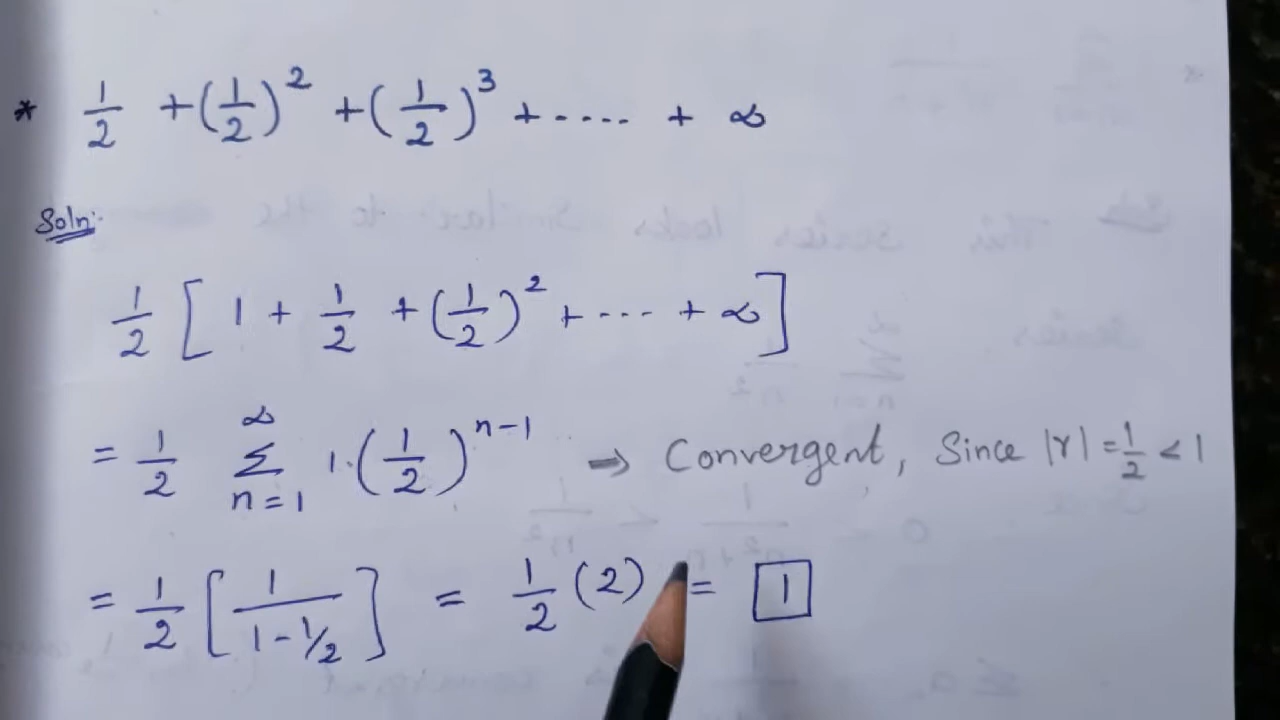 * 1/2 + (1/2)^2 + (1/2)^3 + ..... + ∞
Soln:
1/2 [ 1 + 1/2 + (1/2)^2 + ... + ∞ ]
= 1/2 ∞Σn=1 1.(1/2)^n-1 ⇒ Convergent, Since |r| = 1/2 < 1
= 1/2 [ 1/1-1/2 ] = 1/2 (2) = 1